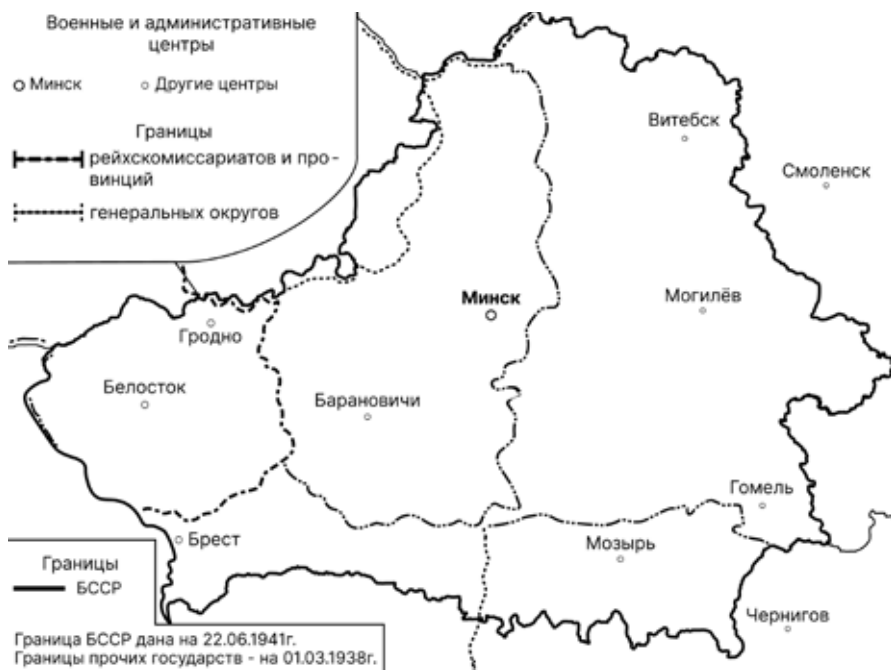 Военные и административные
центры
Минск
Другие центры
Границы
рейхскомиссариатов и про-
винций
генеральных округов
Витебск
Смоленск
Минск
Могилёв
Гродно
Белосток
Барановичи
Гомель
Брест
Мозырь
Чернигов
Границы
БССР
Граница БССР дана на 22.06.1941г.
Границы прочих государств - на 01.03.1938г.